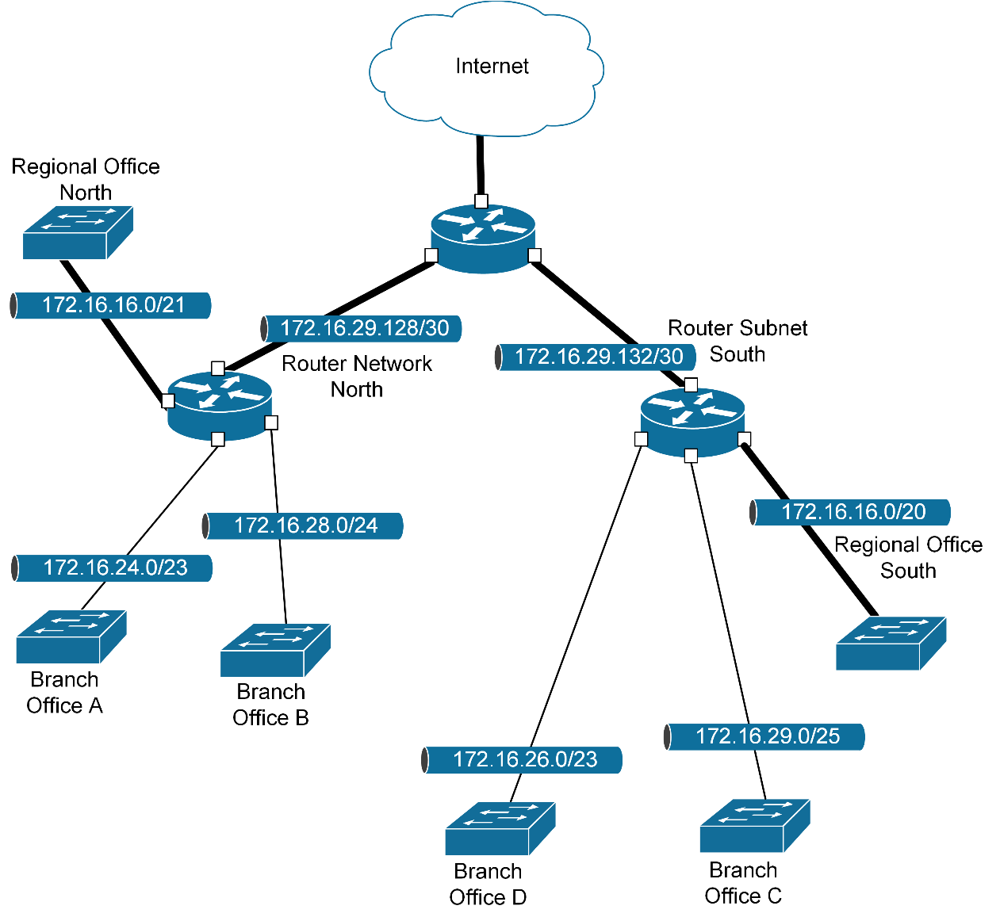 Internet
Regional Office
North
172.16.16.0/21
172.16.29.128/30
Router Network
North
Router Subnet
South
172.16.29.132/30
172.16.28.0/24
172.16.24.0/23
172.16.16.0/20
Regional Office
South
Branch
Office A
Branch
Office B
172.16.26.0/23
172.16.29.0/25
Branch
Office D
Branch
Office C